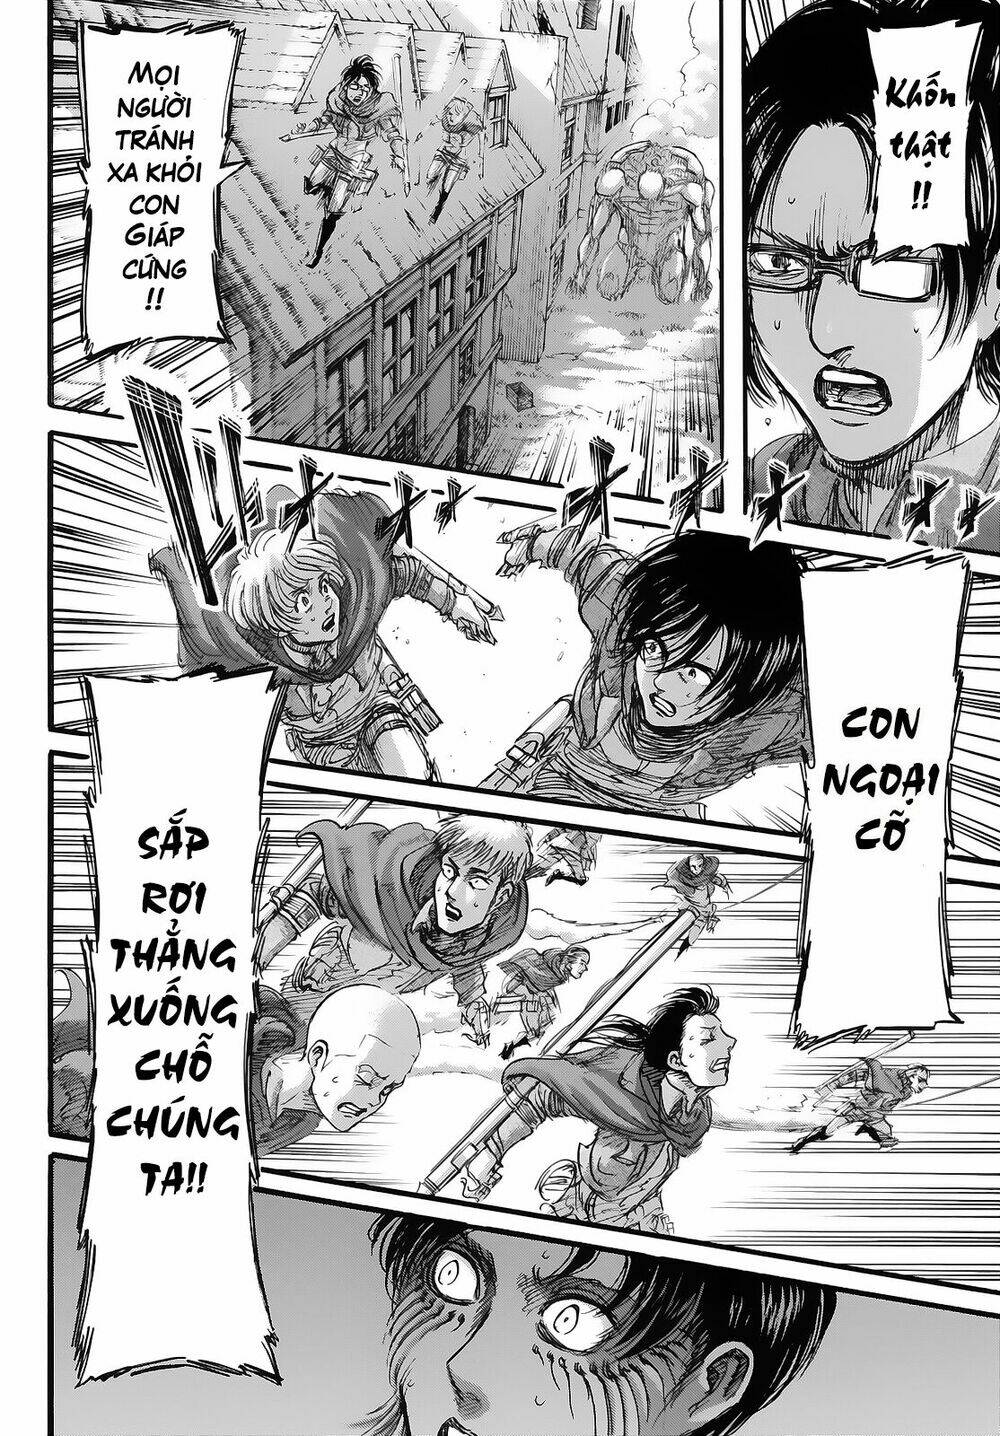 Khốn
thật
!!
MỌI
NGƯỜI
TRÁNH
XA KHỎI
CON
GIÁP
CỨNG
!!
CON
NGOẠI
CỠ
SẮP
RƠI
THẲNG
XUỐNG
CHỖ
CHÚNG
TA!!